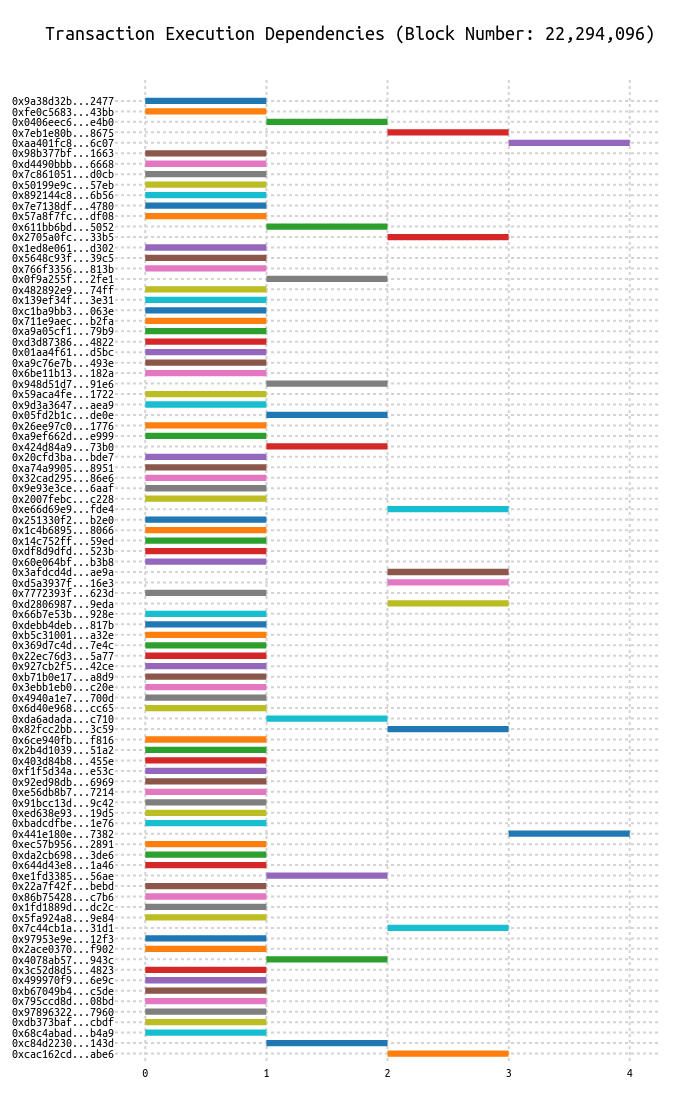 Transaction Execution Dependencies (Block Number: 22,294,096)
0x9a38d32b...2477
0xfe0c5683...43bb
0x0406eec6...e4b0
0x7eb1e80b...8675
0xaa401fc8...6c07
0x98b377bf...1663
0xd4490bbb...6668
0x7c861051...d0cb
0x50199e9c...57eb
0x892144c8...6b56
0x7e7138df...4780
0x57a8f7fc...df08
0x611bb6bd...5052
0x2705a0fc...33b5
0x1ed8e061...d302
0x5648c93f...39c5
0x766f3356...813b
0x0f9a255f...2fe1
0x482892e9...74ff
0x139ef34f...3e31
0xc1ba9bb3...063e
0x711e9aec...b2fa
0xa9a05cf1...79b9
0xd3d87386...4822
0x01aa4f61...d5bc
0xa9c76e7b...493e
0x6be11b13...182a
0x948d51d7...91e6
0x59aca4fe...1722
0x9d3a3647...aea9
0x05fd2b1c...de0e
0x26ee97c0...1776
0xa9ef662d...e999
0x424d84a9...73b0
0x20cfd3ba...bde7
0xa74a9905...8951
0x32cad295...86e6
0x9e93e3ce...6aaf
0x2007febc...c228
0xe66d69e9...fde4
0x251330f2...b2e0
0x1c4b6895...8066
0x14c752ff...59ed
0xdf8d9dfd...523b
0x60e064bf...b3b8
0x3afdcd4d...ae9a
0xd5a3937f...16e3
0x7772393f...623d
0xd2806987...9eda
0x66b7e53b...928e
0xdebb4deb...817b
0xb5c31001...a32e
0x369d7c4d...7e4c
0x22ec76d3...5a77
0x927cb2f5...42ce
0xb71b0e17...a8d9
0x3ebb1eb0...c20e
0x4940a1e7...700d
0x6d40e968...cc65
0xda6adada...c710
0x82fcc2bb...3c59
0x6ce940fb...f816
0x2b4d1039...51a2
0x403d84b8...455e
0xf1f5d34a...e53c
0x92ed98db...6969
0xe56db8b7...7214
0x91bcc13d...9c42
0xed638e93...19d5
0xbadcdfbe...1e76
0x441e180e...7382
0xec57b956...2891
0xda2cb698...3de6
0x644d43e8...1a46
0xe1fd3385...56ae
0x22a7f42f...bebd
0x86b75428...c7b6
0x1fd1889d...dc2c
0x5fa924a8...9e84
0x7c44cb1a...31d1
0x97953e9e...12f3
0x2ace0370...f902
0x4078ab57...943c
0x3c52d8d5...4823
0x499970f9...6e9c
0xb67049b4...c5de
0x795ccd8d...08bd
0x97896322...7960
0xdb373baf...cbdf
0x68c4abad...b4a9
0xc84d2230...143d
0xcac162cd...abe6
0 1 2 3 4